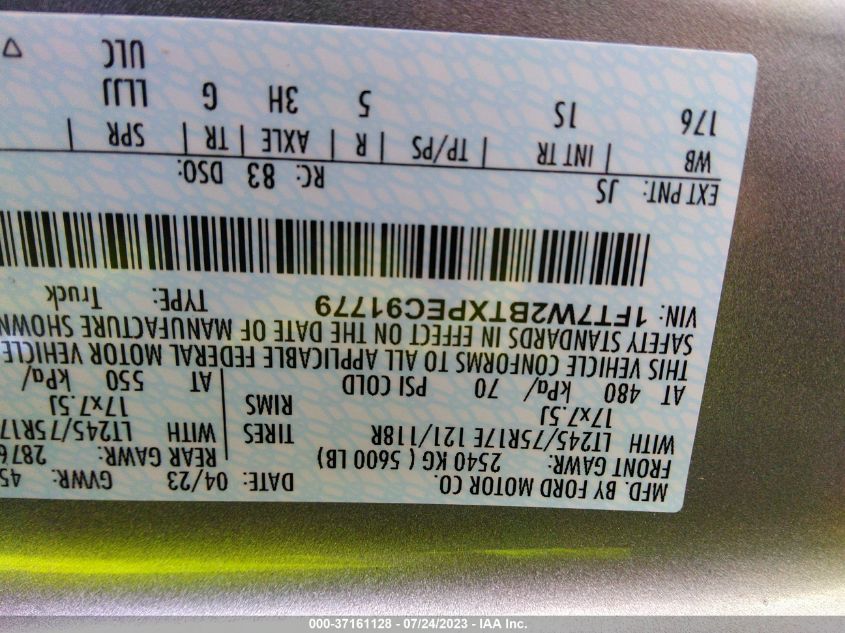 MFD. BY FORD MOTOR CO.
DATE: 04/23 GVWR: 45
FRONT GAWR: 2540 KG ( 5600 LB) REAR GAWR: 2876
WITH LT245/75R17E 121/118R TIRES WITH LT245/75R17
17x7.5J RIMS 17x7.5J
AT 480 kPa/ 70 PSI COLD AT 550 kPa/
THIS VEHICLE CONFORMS TO ALL APPLICABLE FEDERAL MOTOR VEHICLE
SAFETY STANDARDS IN EFFECT ON THE DATE OF MANUFACTURE SHOWN
VIN: 1FT7W2BTXPEC91779 TYPE: Truck
EXT PNT: JS RC: 83 DSO:
WB | INT TR | TP/PS | R | AXLE | TR | SPR |
176 1S 5 3H G LLJJ
ULC
000-37161128 - 07/24/2023 - IAA Inc.